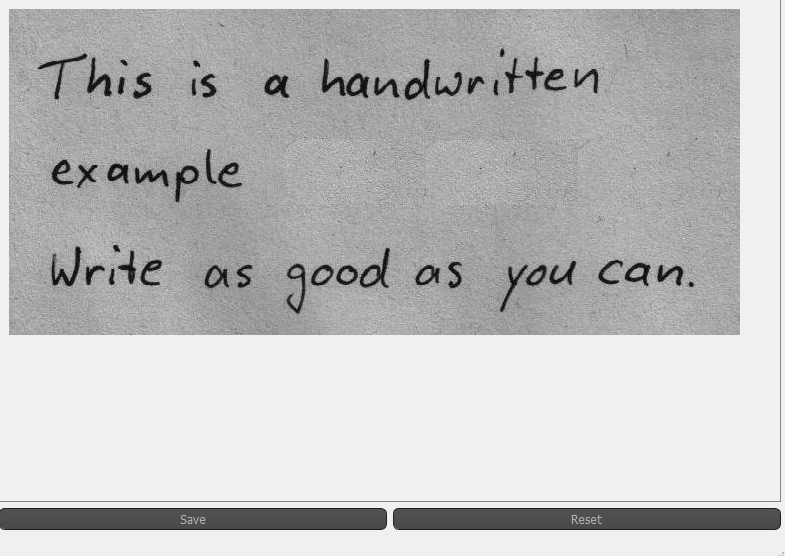 This is a handwritten
example
Write as good as you can.
Save
Reset